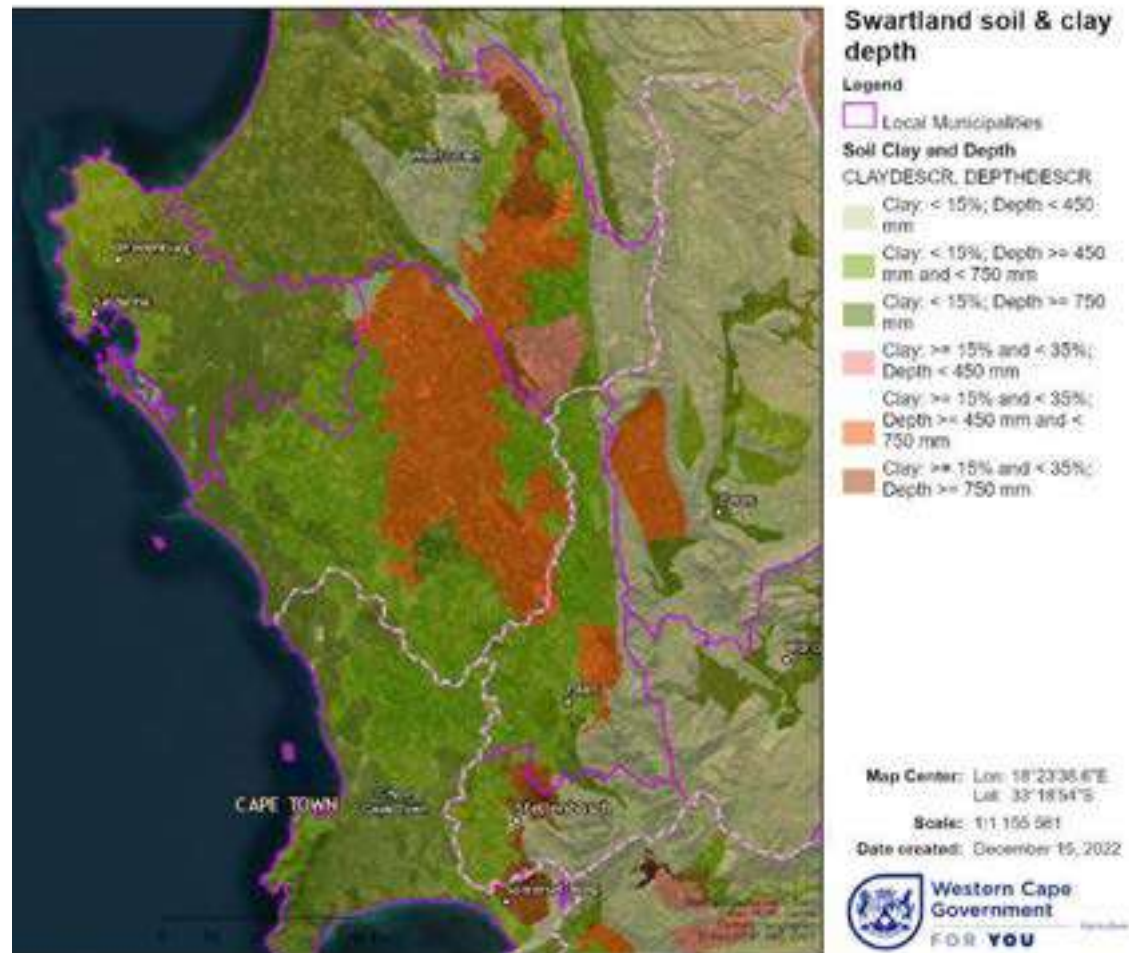 Swartland soil & clay
depth
Legend
Local Municipalities
Soil Clay and Depth
CLAYDESCR, DEPTHDESCR
Clay: < 15%; Depth < 450
mm
Clay: < 15%; Depth >= 450
mm and < 750 mm
Clay: < 15%; Depth >= 750
mm
Clay: >= 15% and < 35%;
Depth < 450 mm
Clay: >= 15% and < 35%;
Depth >= 450 mm and <
750 mm
Clay: >= 15% and < 35%;
Depth >= 750 mm
CAPE TOWN
Stellenbosch
Map Center: Lon: 18°23'38.6"E
Lat: 33°18'54"S
Scale: 1:1 155 581
Date created: December 15, 2022
Western Cape
Government
FOR YOU